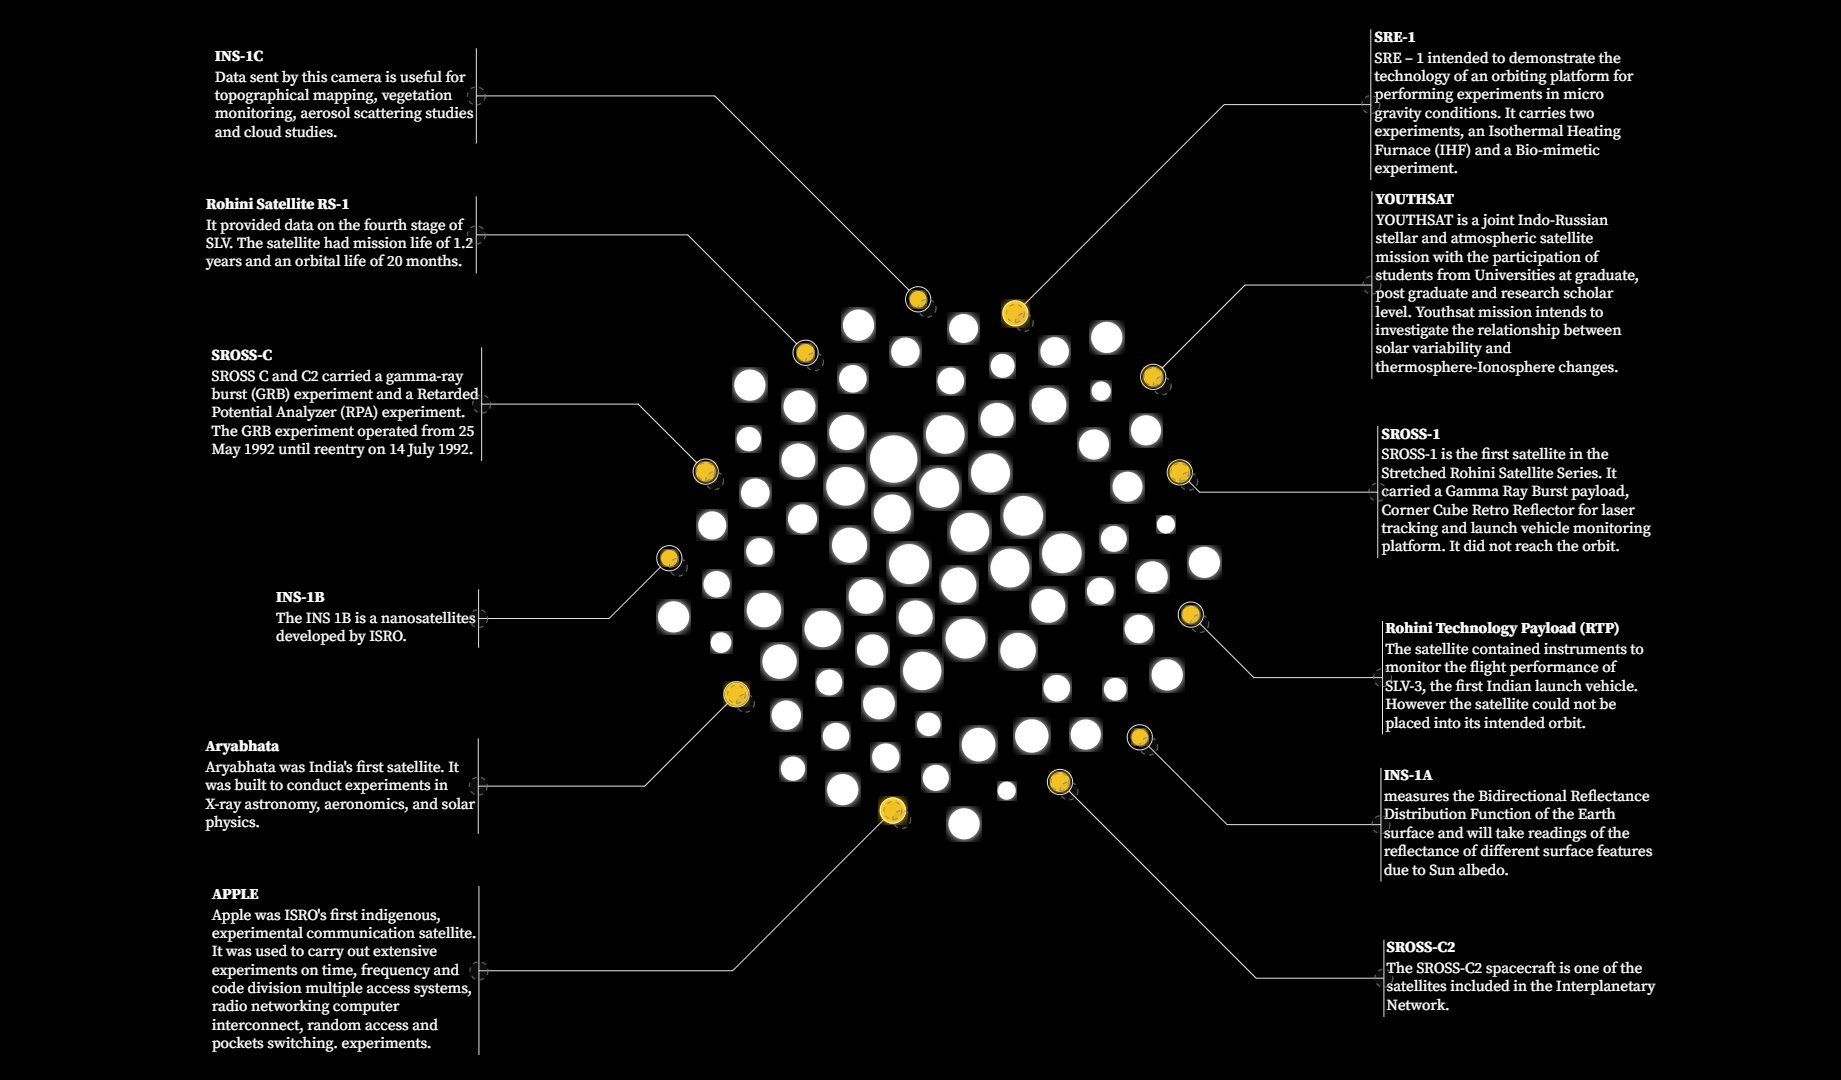 INS-1C
Data sent by this camera is useful for
topographical mapping, vegetation
monitoring, aerosol scattering studies
and cloud studies.
Rohini Satellite RS-1
It provided data on the fourth stage of
SLV. The satellite had mission life of 1.2
years and an orbital life of 20 months.
SROSS-C
SROSS C and C2 carried a gamma-ray
burst (GRB) experiment and a Retarded
Potential Analyzer (RPA) experiment.
The GRB experiment operated from 25
May 1992 until reentry on 14 July 1992.
INS-1B
The INS 1B is a nanosatellites
developed by ISRO.
Aryabhata
Aryabhata was India's first satellite. It
was built to conduct experiments in
X-ray astronomy, aeronomics, and solar
physics.
APPLE
Apple was ISRO's first indigenous,
experimental communication satellite.
It was used to carry out extensive
experiments on time, frequency and
code division multiple access systems,
radio networking computer
interconnect, random access and
pockets switching. experiments.
SRE-1
SRE – 1 intended to demonstrate the
technology of an orbiting platform for
performing experiments in micro
gravity conditions. It carries two
experiments, an Isothermal Heating
Furnace (IHF) and a Bio-mimetic
experiment.
YOUTHSAT
YOUTHSAT is a joint Indo-Russian
stellar and atmospheric satellite
mission with the participation of
students from Universities at graduate,
post graduate and research scholar
level. Youthsat mission intends to
investigate the relationship between
solar variability and
thermosphere-Ionosphere changes.
SROSS-1
SROSS-1 is the first satellite in the
Stretched Rohini Satellite Series. It
carried a Gamma Ray Burst payload,
Corner Cube Retro Reflector for laser
tracking and launch vehicle monitoring
platform. It did not reach the orbit.
Rohini Technology Payload (RTP)
The satellite contained instruments to
monitor the flight performance of
SLV-3, the first Indian launch vehicle.
However the satellite could not be
placed into its intended orbit.
INS-1A
measures the Bidirectional Reflectance
Distribution Function of the Earth
surface and will take readings of the
reflectance of different surface features
due to Sun albedo.
SROSS-C2
The SROSS-C2 spacecraft is one of the
satellites included in the Interplanetary
Network.